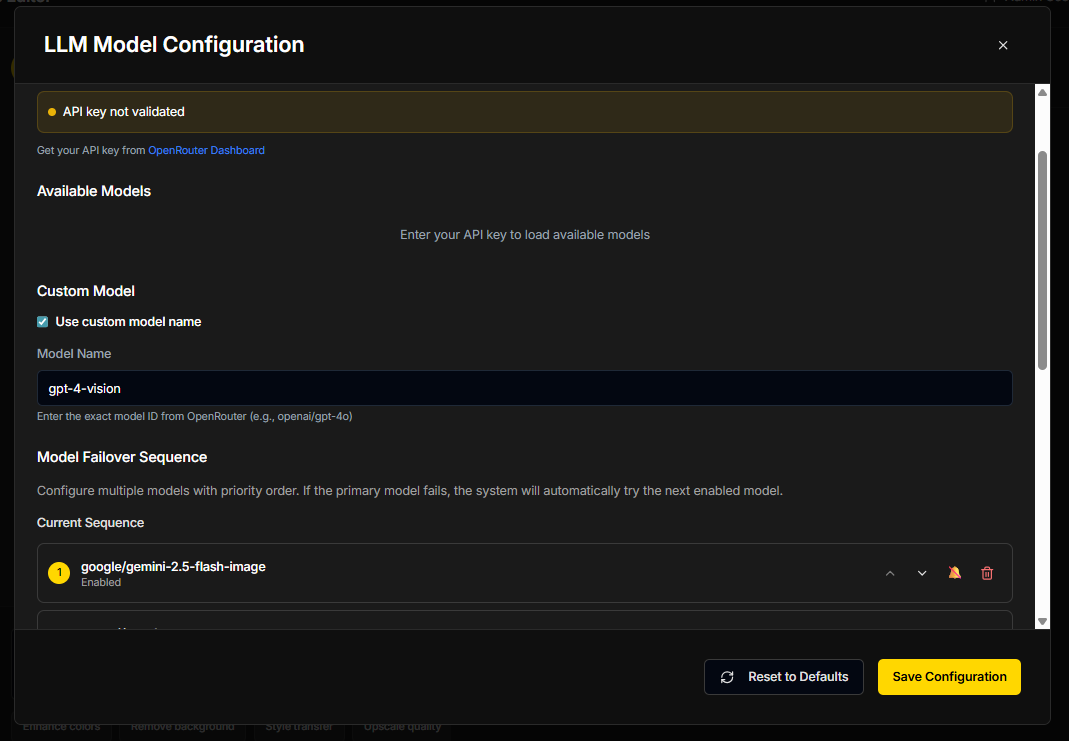 LLM Model Configuration
API key not validated
Get your API key from OpenRouter Dashboard
Available Models
Enter your API key to load available models
Custom Model
Use custom model name
Model Name
gpt-4-vision
Enter the exact model ID from OpenRouter (e.g., openai/gpt-4o)
Model Failover Sequence
Configure multiple models with priority order. If the primary model fails, the system will automatically try the next enabled model.
Current Sequence
1 google/gemini-2.5-flash-image
Enabled
Reset to Defaults Save Configuration
Enhance colors Remove background Style transfer Upscale quality